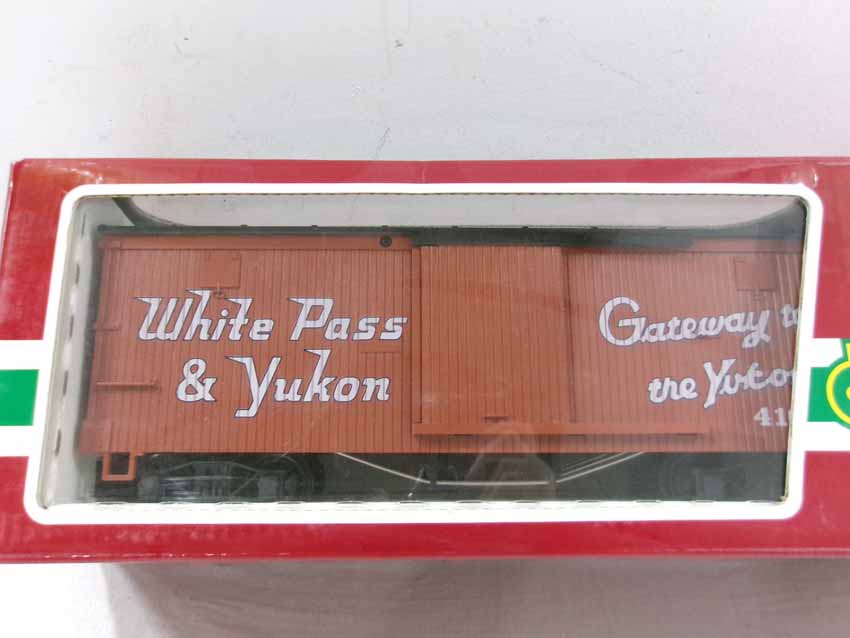 White Pass
& Yukon
Gateway
the